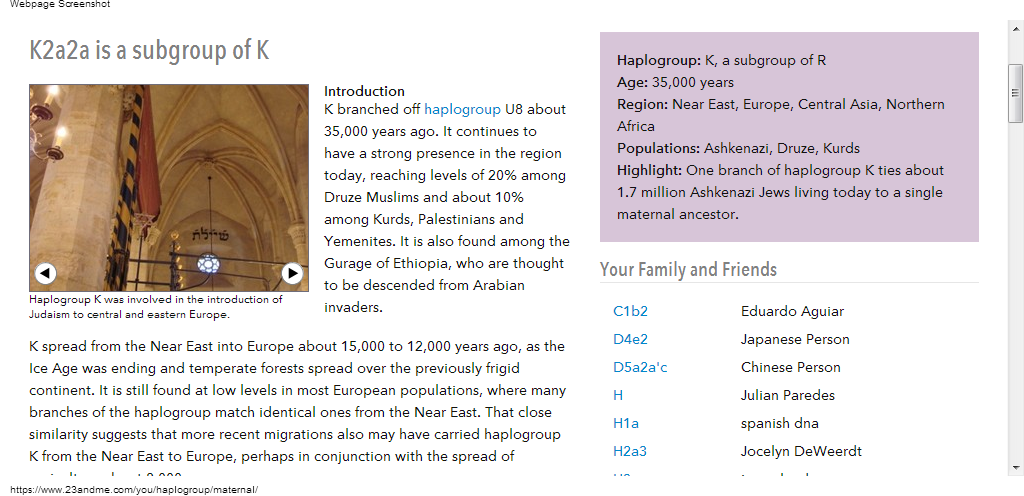 Webpage Screenshot
K2a2a is a subgroup of K
Introduction
K branched off haplogroup U8 about
35,000 years ago. It continues to
have a strong presence in the region
today, reaching levels of 20% among
Druze Muslims and about 10%
among Kurds, Palestinians and
Yemenites. It is also found among the
Gurage of Ethiopia, who are thought
to be descended from Arabian
invaders.
Haplogroup K was involved in the introduction of
Judaism to central and eastern Europe.
K spread from the Near East into Europe about 15,000 to 12,000 years ago, as the
Ice Age was ending and temperate forests spread over the previously frigid
continent. It is still found at low levels in most European populations, where many
branches of the haplogroup match identical ones from the Near East. That close
similarity suggests that more recent migrations also may have carried haplogroup
K from the Near East to Europe, perhaps in conjunction with the spread of
Haplogroup: K, a subgroup of R
Age: 35,000 years
Region: Near East, Europe, Central Asia, Northern
Africa
Populations: Ashkenazi, Druze, Kurds
Highlight: One branch of haplogroup K ties about
1.7 million Ashkenazi Jews living today to a single
maternal ancestor.
Your Family and Friends
C1b2 Eduardo Aguiar
D4e2 Japanese Person
D5a2a'c Chinese Person
H Julian Paredes
H1a spanish dna
H2a3 Jocelyn DeWeerdt
https://www.23andme.com/you/haplogroup/maternal/